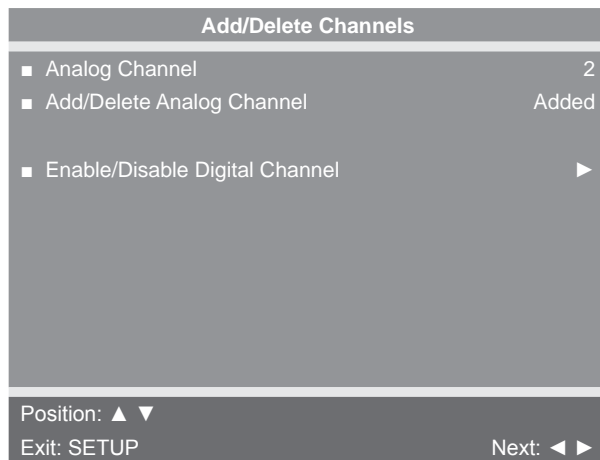 Add/Delete Channels
■ Analog Channel 2
■ Add/Delete Analog Channel Added
■ Enable/Disable Digital Channel ►
Position: ▲ ▼
Exit: SETUP Next: ◄ ►